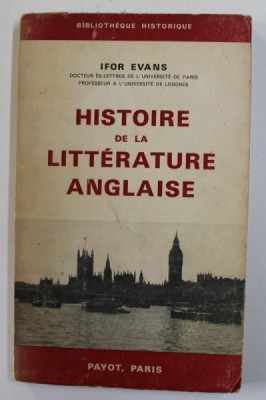 BIBLIOTHÈQUE HISTORIQUE
IFOR EVANS
DOCTEUR ÈS-LETTRES DE L'UNIVERSITÉ DE PARIS
PROFESSEUR A L'UNIVERSITÉ DE LONDRES
HISTOIRE
DE LA
LITTÉRATURE
ANGLAISE
PAYOT, PARIS